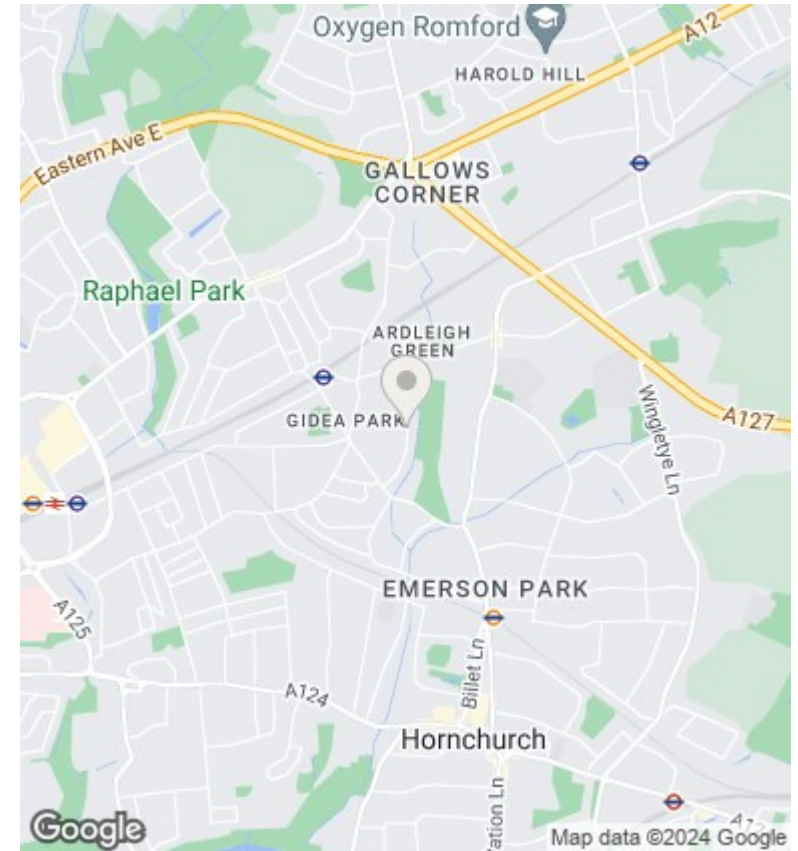 Oxygen Romford
A12
HAROLD HILL
Eastern Ave E
GALLOWS
CORNER
Raphael Park
ARDLEIGH
GREEN
GIDEA PARK
A127
Wingletye Ln
EMERSON PARK
A125
Billet Ln
A124
Hornchurch
Google
Map data ©2024 Google